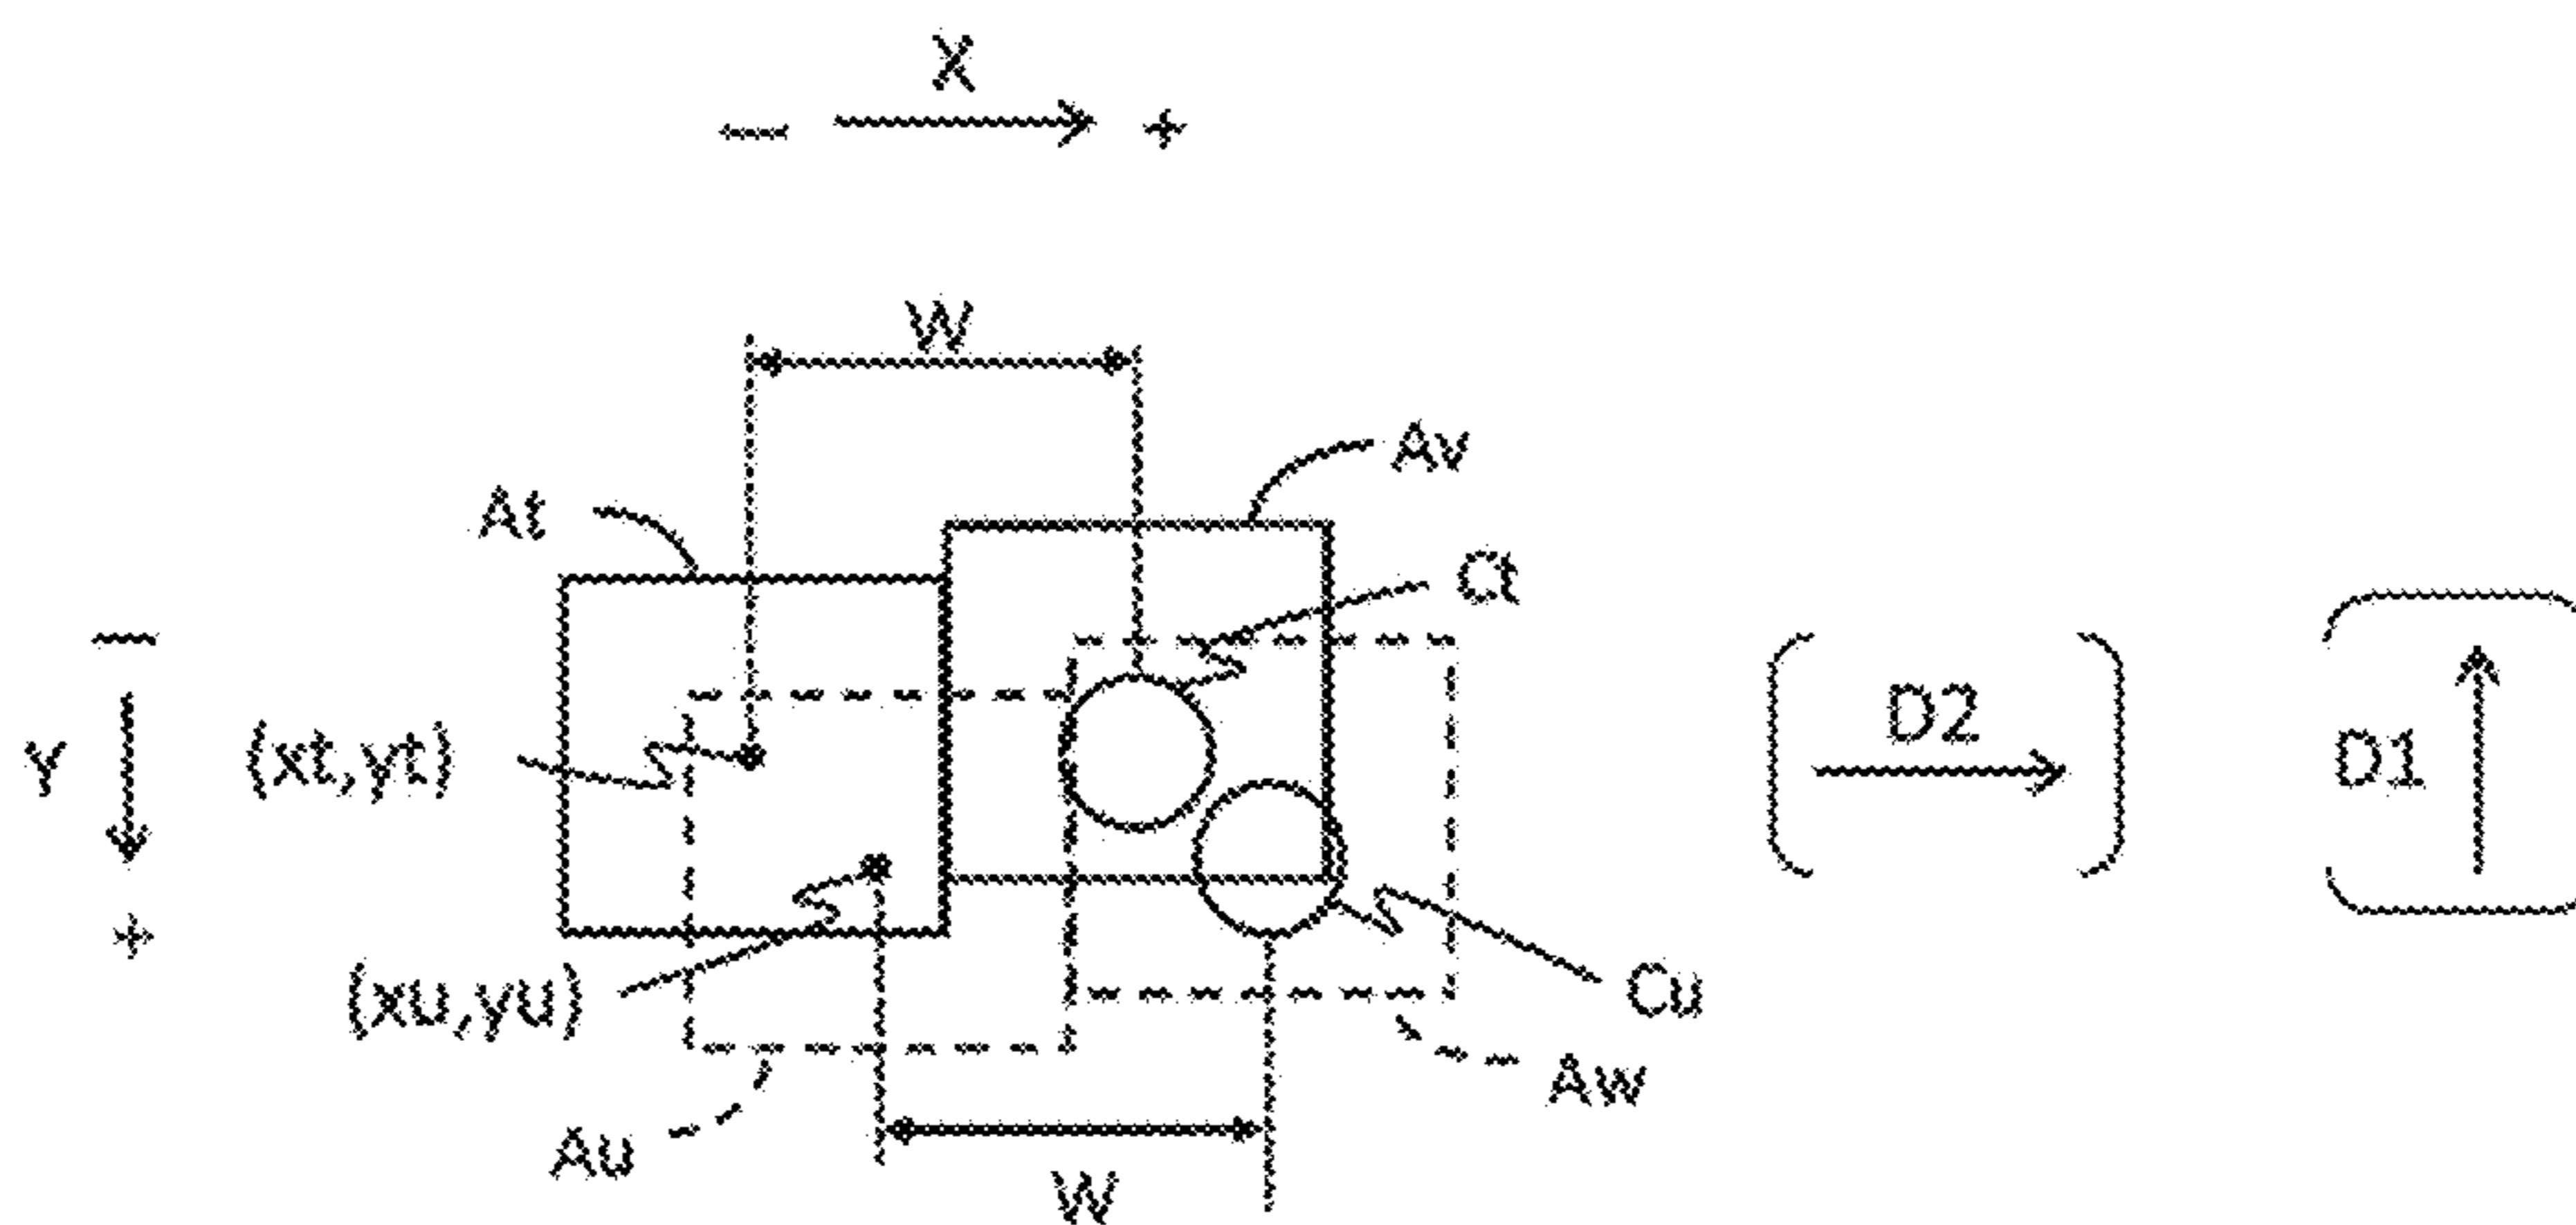 X
− +
W
Av
At
Ct
−
D2
Y
(xt,yt)
D1
+
(xu,yu)
Cu
Aw
Au
W